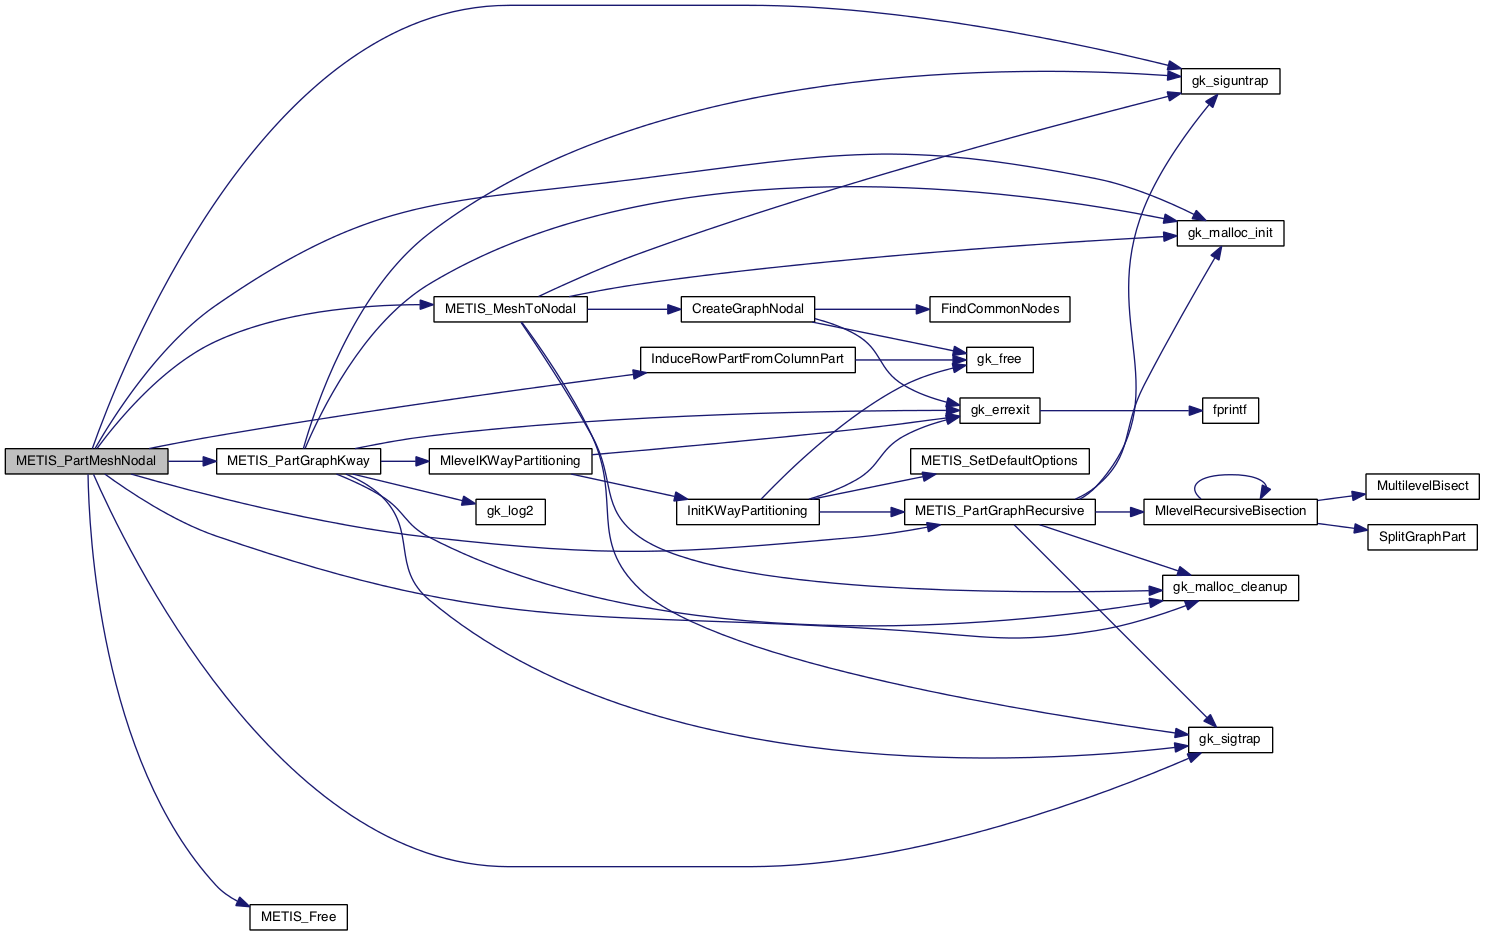 gk_siguntrap
gk_malloc_init
METIS_MeshToNodal
CreateGraphNodal
FindCommonNodes
InduceRowPartFromColumnPart
gk_free
gk_errexit
fprintf
METIS_PartMeshNodal
METIS_PartGraphKway
MlevelKWayPartitioning
METIS_SetDefaultOptions
MultilevelBisect
gk_log2
InitKWayPartitioning
METIS_PartGraphRecursive
MlevelRecursiveBisection
SplitGraphPart
gk_malloc_cleanup
gk_sigtrap
METIS_Free